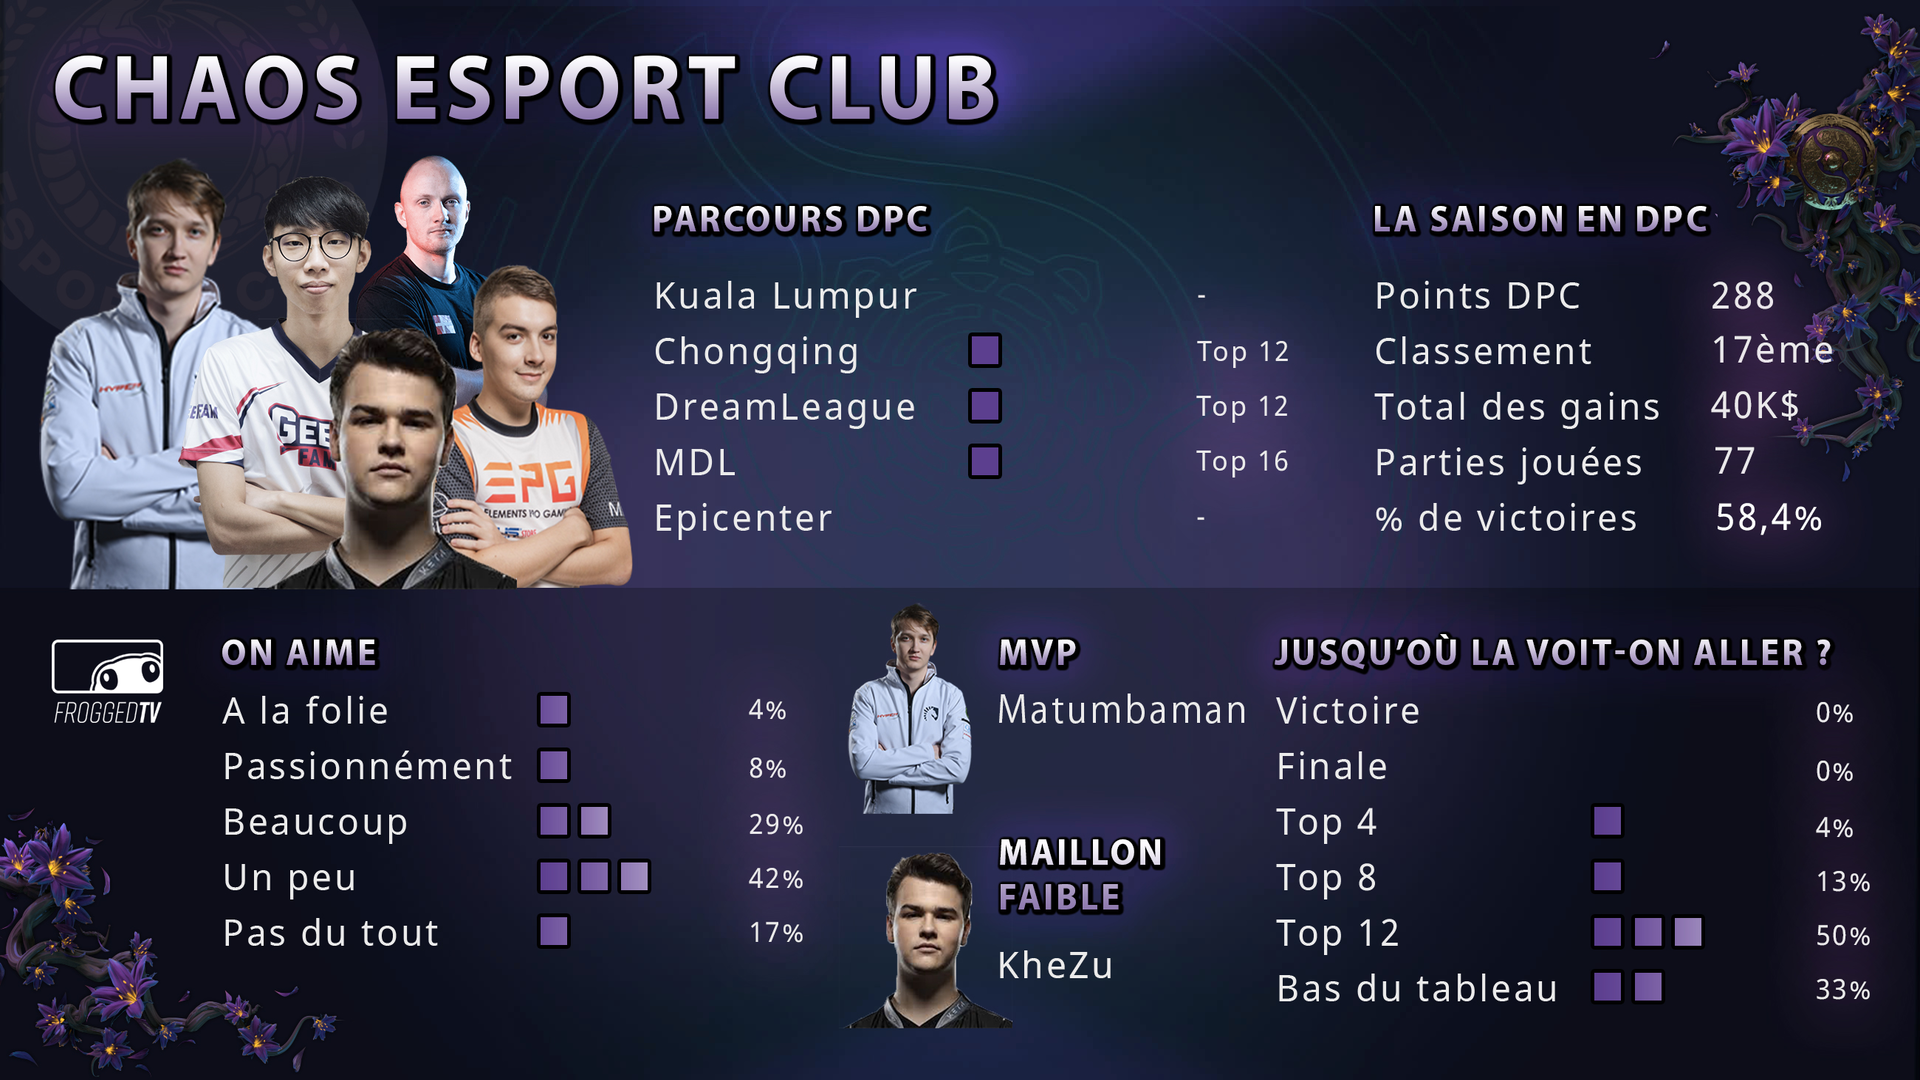 CHAOS ESPORT CLUB
PARCOURS DPC
Kuala Lumpur -
Chongqing Top 12
DreamLeague Top 12
MDL Top 16
Epicenter -
LA SAISON EN DPC
Points DPC 288
Classement 17ème
Total des gains 40K$
Parties jouées 77
% de victoires 58,4%
FROGGEDTV
ON AIME
A la folie 4%
Passionnément 8%
Beaucoup 29%
Un peu 42%
Pas du tout 17%
MVP
Matumbaman
MAILLON
FAIBLE
KheZu
JUSQU'OÙ LA VOIT-ON ALLER ?
Victoire 0%
Finale 0%
Top 4 4%
Top 8 13%
Top 12 50%
Bas du tableau 33%
EPG